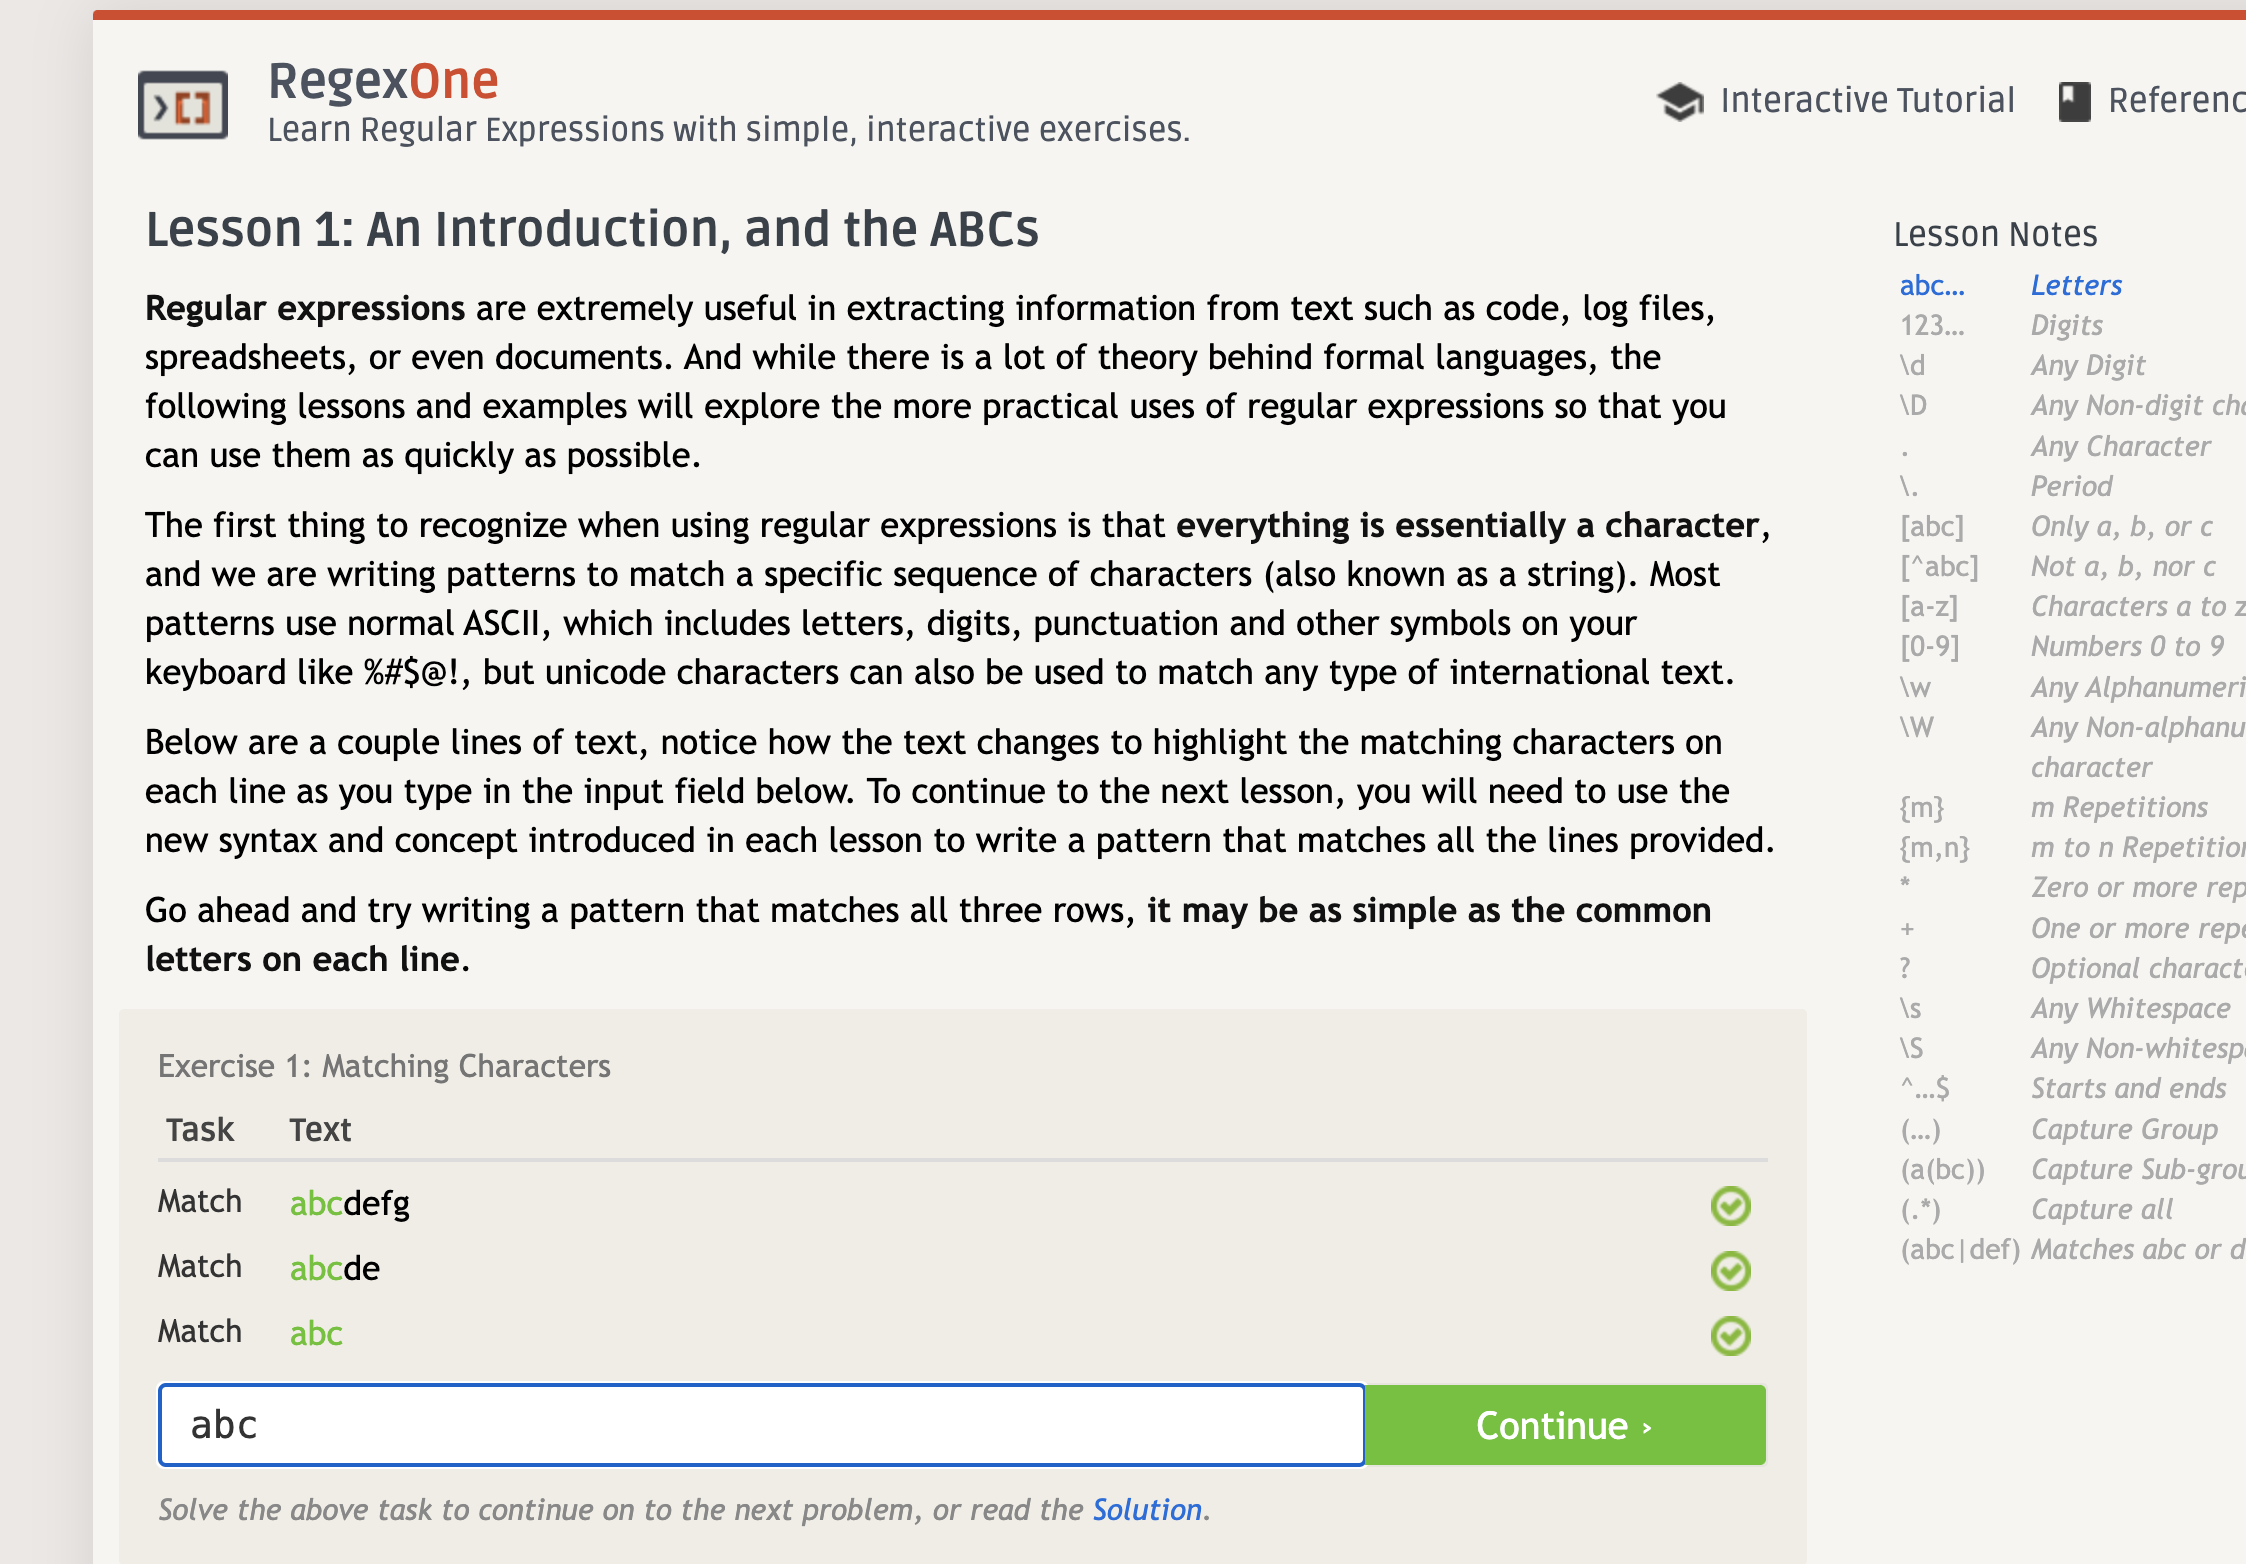 RegexOne
Learn Regular Expressions with simple, interactive exercises.
Interactive Tutorial
Referenc
Lesson 1: An Introduction, and the ABCs
Regular expressions are extremely useful in extracting information from text such as code, log files,
spreadsheets, or even documents. And while there is a lot of theory behind formal languages, the
following lessons and examples will explore the more practical uses of regular expressions so that you
can use them as quickly as possible.
The first thing to recognize when using regular expressions is that everything is essentially a character,
and we are writing patterns to match a specific sequence of characters (also known as a string). Most
patterns use normal ASCII, which includes letters, digits, punctuation and other symbols on your
keyboard like %#$@!, but unicode characters can also be used to match any type of international text.
Below are a couple lines of text, notice how the text changes to highlight the matching characters on
each line as you type in the input field below. To continue to the next lesson, you will need to use the
new syntax and concept introduced in each lesson to write a pattern that matches all the lines provided.
Go ahead and try writing a pattern that matches all three rows, it may be as simple as the common
letters on each line.
Exercise 1: Matching Characters
Task Text
Match abcdefg
Match abcde
Match abc
abc
Continue ›
Solve the above task to continue on to the next problem, or read the Solution.
Lesson Notes
abc… Letters
123… Digits
\d Any Digit
\D Any Non-digit cha
. Any Character
\. Period
[abc] Only a, b, or c
[^abc] Not a, b, nor c
[a-z] Characters a to z
[0-9] Numbers 0 to 9
\w Any Alphanumeri
\W Any Non-alphanu
character
{m} m Repetitions
{m,n} m to n Repetition
* Zero or more rep
+ One or more repe
? Optional characte
\s Any Whitespace
\S Any Non-whitespa
^…$ Starts and ends
(…) Capture Group
(a(bc)) Capture Sub-grou
(.*) Capture all
(abc|def) Matches abc or d